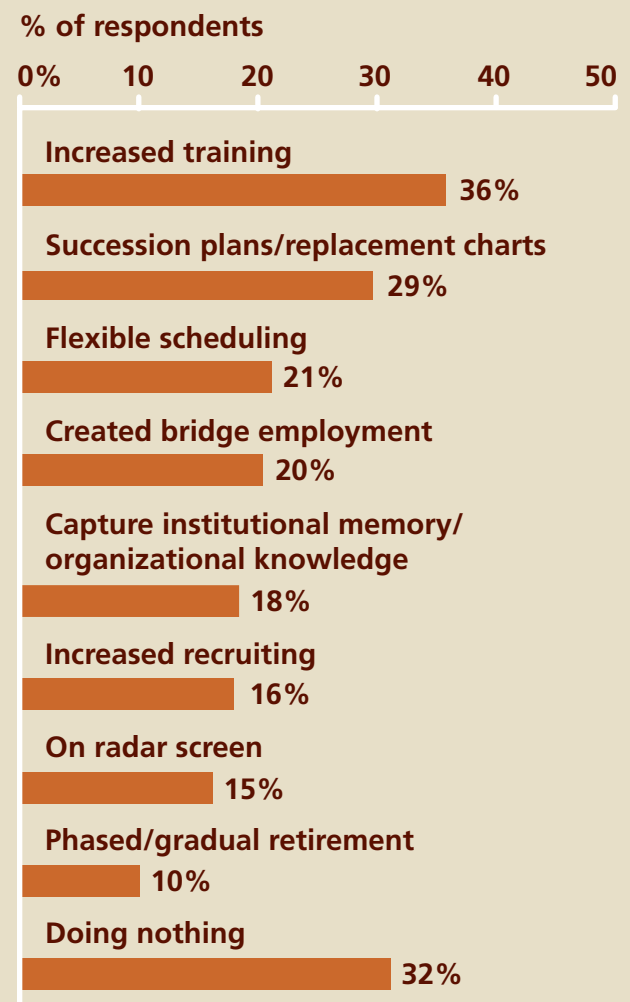 % of respondents
0% 10 20 30 40 50
Increased training
36%
Succession plans/replacement charts
29%
Flexible scheduling
21%
Created bridge employment
20%
Capture institutional memory/
organizational knowledge
18%
Increased recruiting
16%
On radar screen
15%
Phased/gradual retirement
10%
Doing nothing
32%